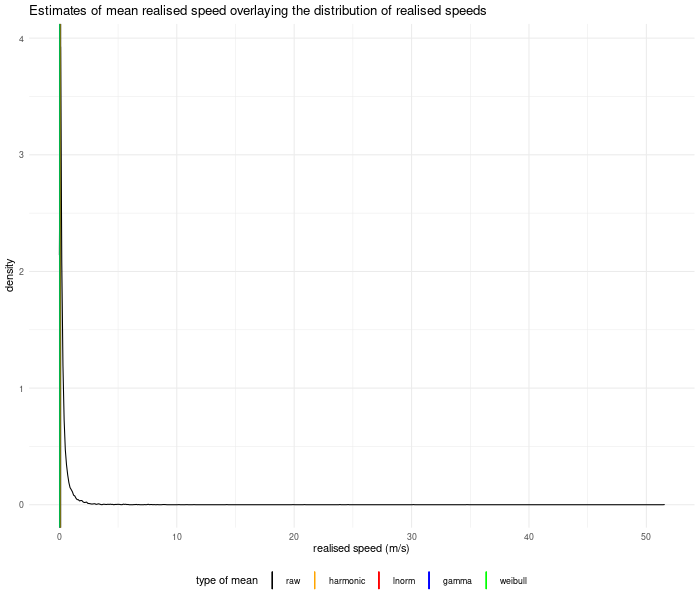 Estimates of mean realised speed overlaying the distribution of realised speeds
4
3
2
1
0
density
0 10 20 30 40 50
realised speed (m/s)
type of mean raw harmonic lnorm gamma weibull